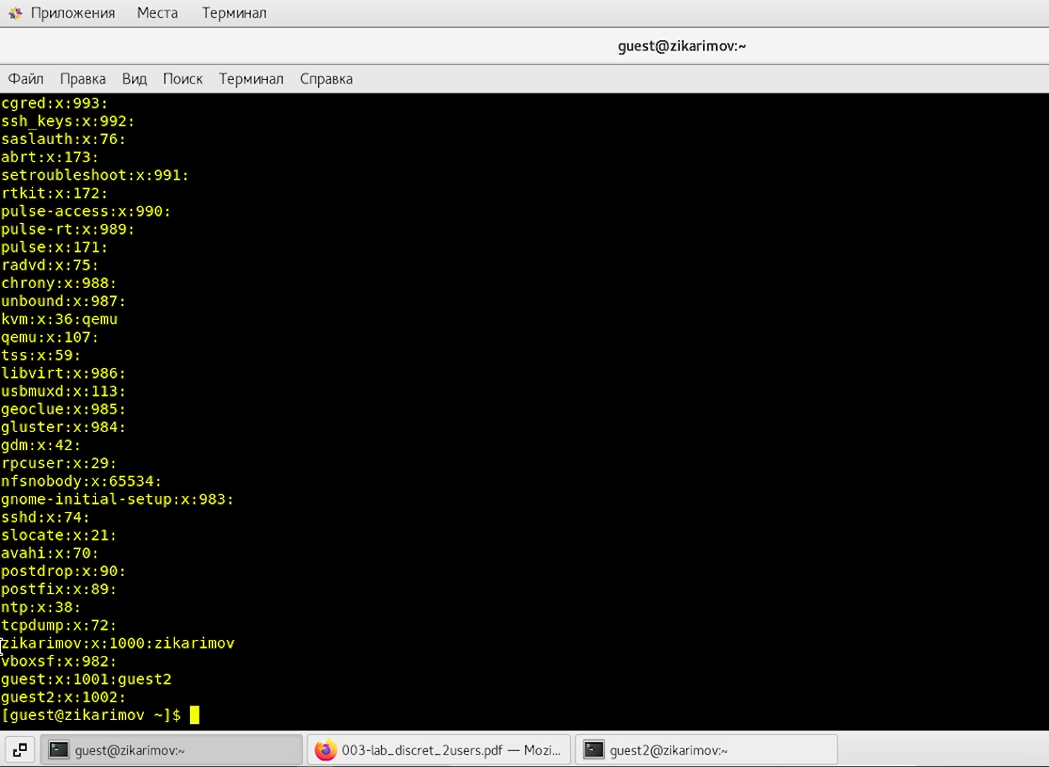 Приложения Места Терминал
guest@zikarimov:~
Файл Правка Вид Поиск Терминал Справка
cgred:x:993:
ssh_keys:x:992:
saslauth:x:76:
abrt:x:173:
setroubleshoot:x:991:
rtkit:x:172:
pulse-access:x:990:
pulse-rt:x:989:
pulse:x:171:
radvd:x:75:
chrony:x:988:
unbound:x:987:
kvm:x:36:qemu
qemu:x:107:
tss:x:59:
libvirt:x:986:
usbmuxd:x:113:
geoclue:x:985:
gluster:x:984:
gdm:x:42:
rpcuser:x:29:
nfsnobody:x:65534:
gnome-initial-setup:x:983:
sshd:x:74:
slocate:x:21:
avahi:x:70:
postdrop:x:90:
postfix:x:89:
ntp:x:38:
tcpdump:x:72:
zikarimov:x:1000:zikarimov
vboxsf:x:982:
guest:x:1001:guest2
guest2:x:1002:
[guest@zikarimov ~]$
guest@zikarimov:~ 003-lab_discret_2users.pdf — Mozi... guest2@zikarimov:~